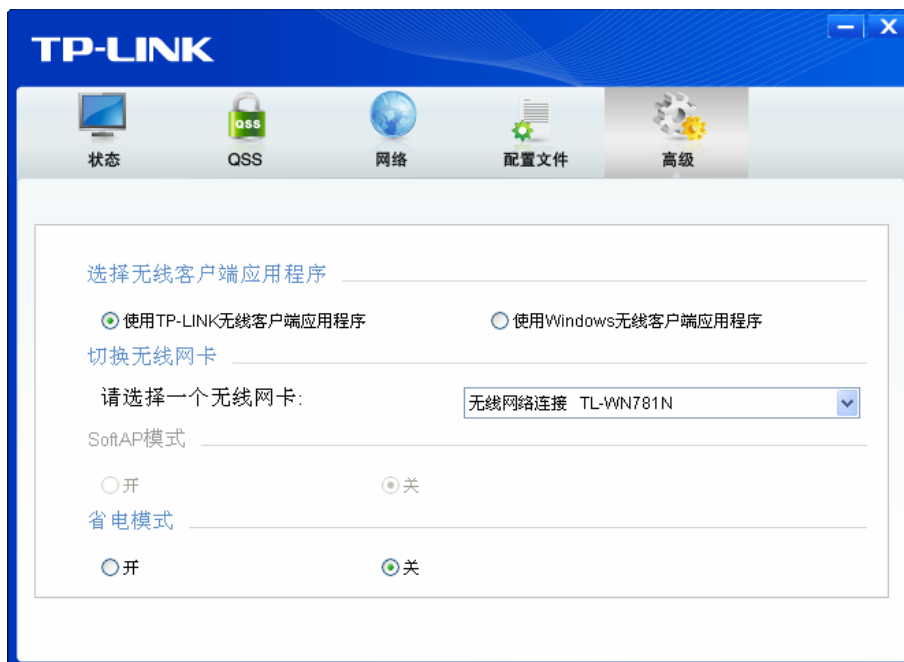 TP-LINK
QSS
状态 QSS 网络 配置文件 高级
选择无线客户端应用程序
使用TP-LINK无线客户端应用程序 使用Windows无线客户端应用程序
切换无线网卡
请选择一个无线网卡: 无线网络连接 TL-WN781N
SoftAP模式
开 关
省电模式
开 关